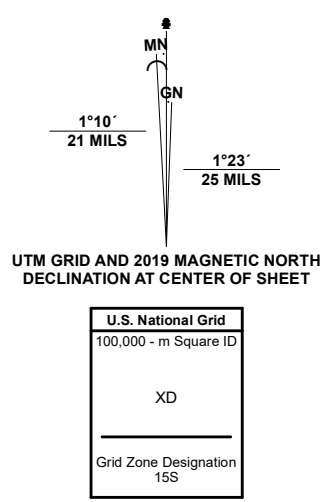 MN
GN
1°10´
21 MILS
1°23´
25 MILS
UTM GRID AND 2019 MAGNETIC NORTH
DECLINATION AT CENTER OF SHEET
U.S. National Grid
100,000 - m Square ID
XD
Grid Zone Designation
15S